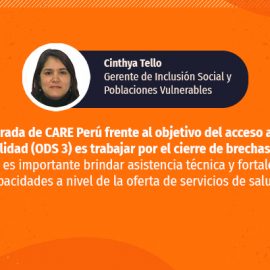 Cinthya Tello
Gerente de Inclusión Social y
Poblaciones Vulnerables
rada de CARE Perú frente al objetivo del acceso a
lidad (ODS 3) es trabajar por el cierre de brechas
es importante brindar asistencia técnica y fortal
pacidades a nivel de la oferta de servicios de salu